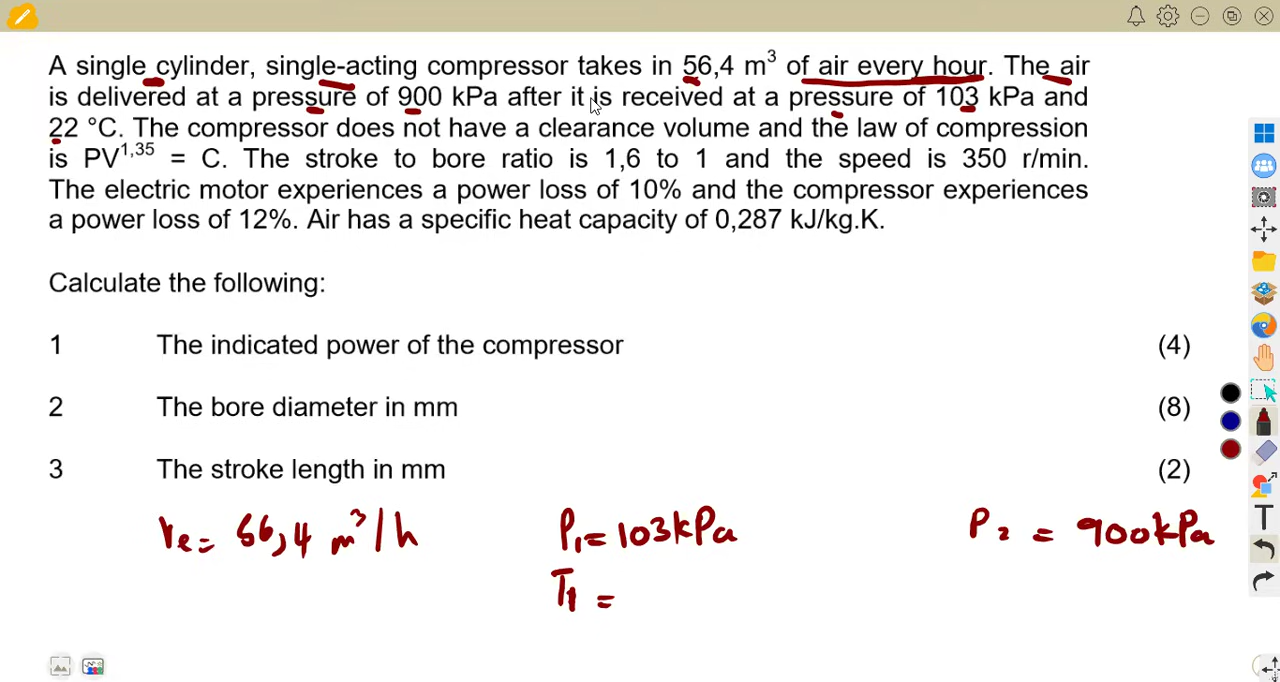 A single cylinder, single-acting compressor takes in 56,4 m³ of air every hour. The air
is delivered at a pressure of 900 kPa after it is received at a pressure of 103 kPa and
22 °C. The compressor does not have a clearance volume and the law of compression
is PV¹,³⁵ = C. The stroke to bore ratio is 1,6 to 1 and the speed is 350 r/min.
The electric motor experiences a power loss of 10% and the compressor experiences
a power loss of 12%. Air has a specific heat capacity of 0,287 kJ/kg.K.
Calculate the following:
1 The indicated power of the compressor (4)
2 The bore diameter in mm (8)
3 The stroke length in mm (2)
Ve = 56,4 m³/h P₁ = 103kPa P₂ = 900kPa
T₁ =
T